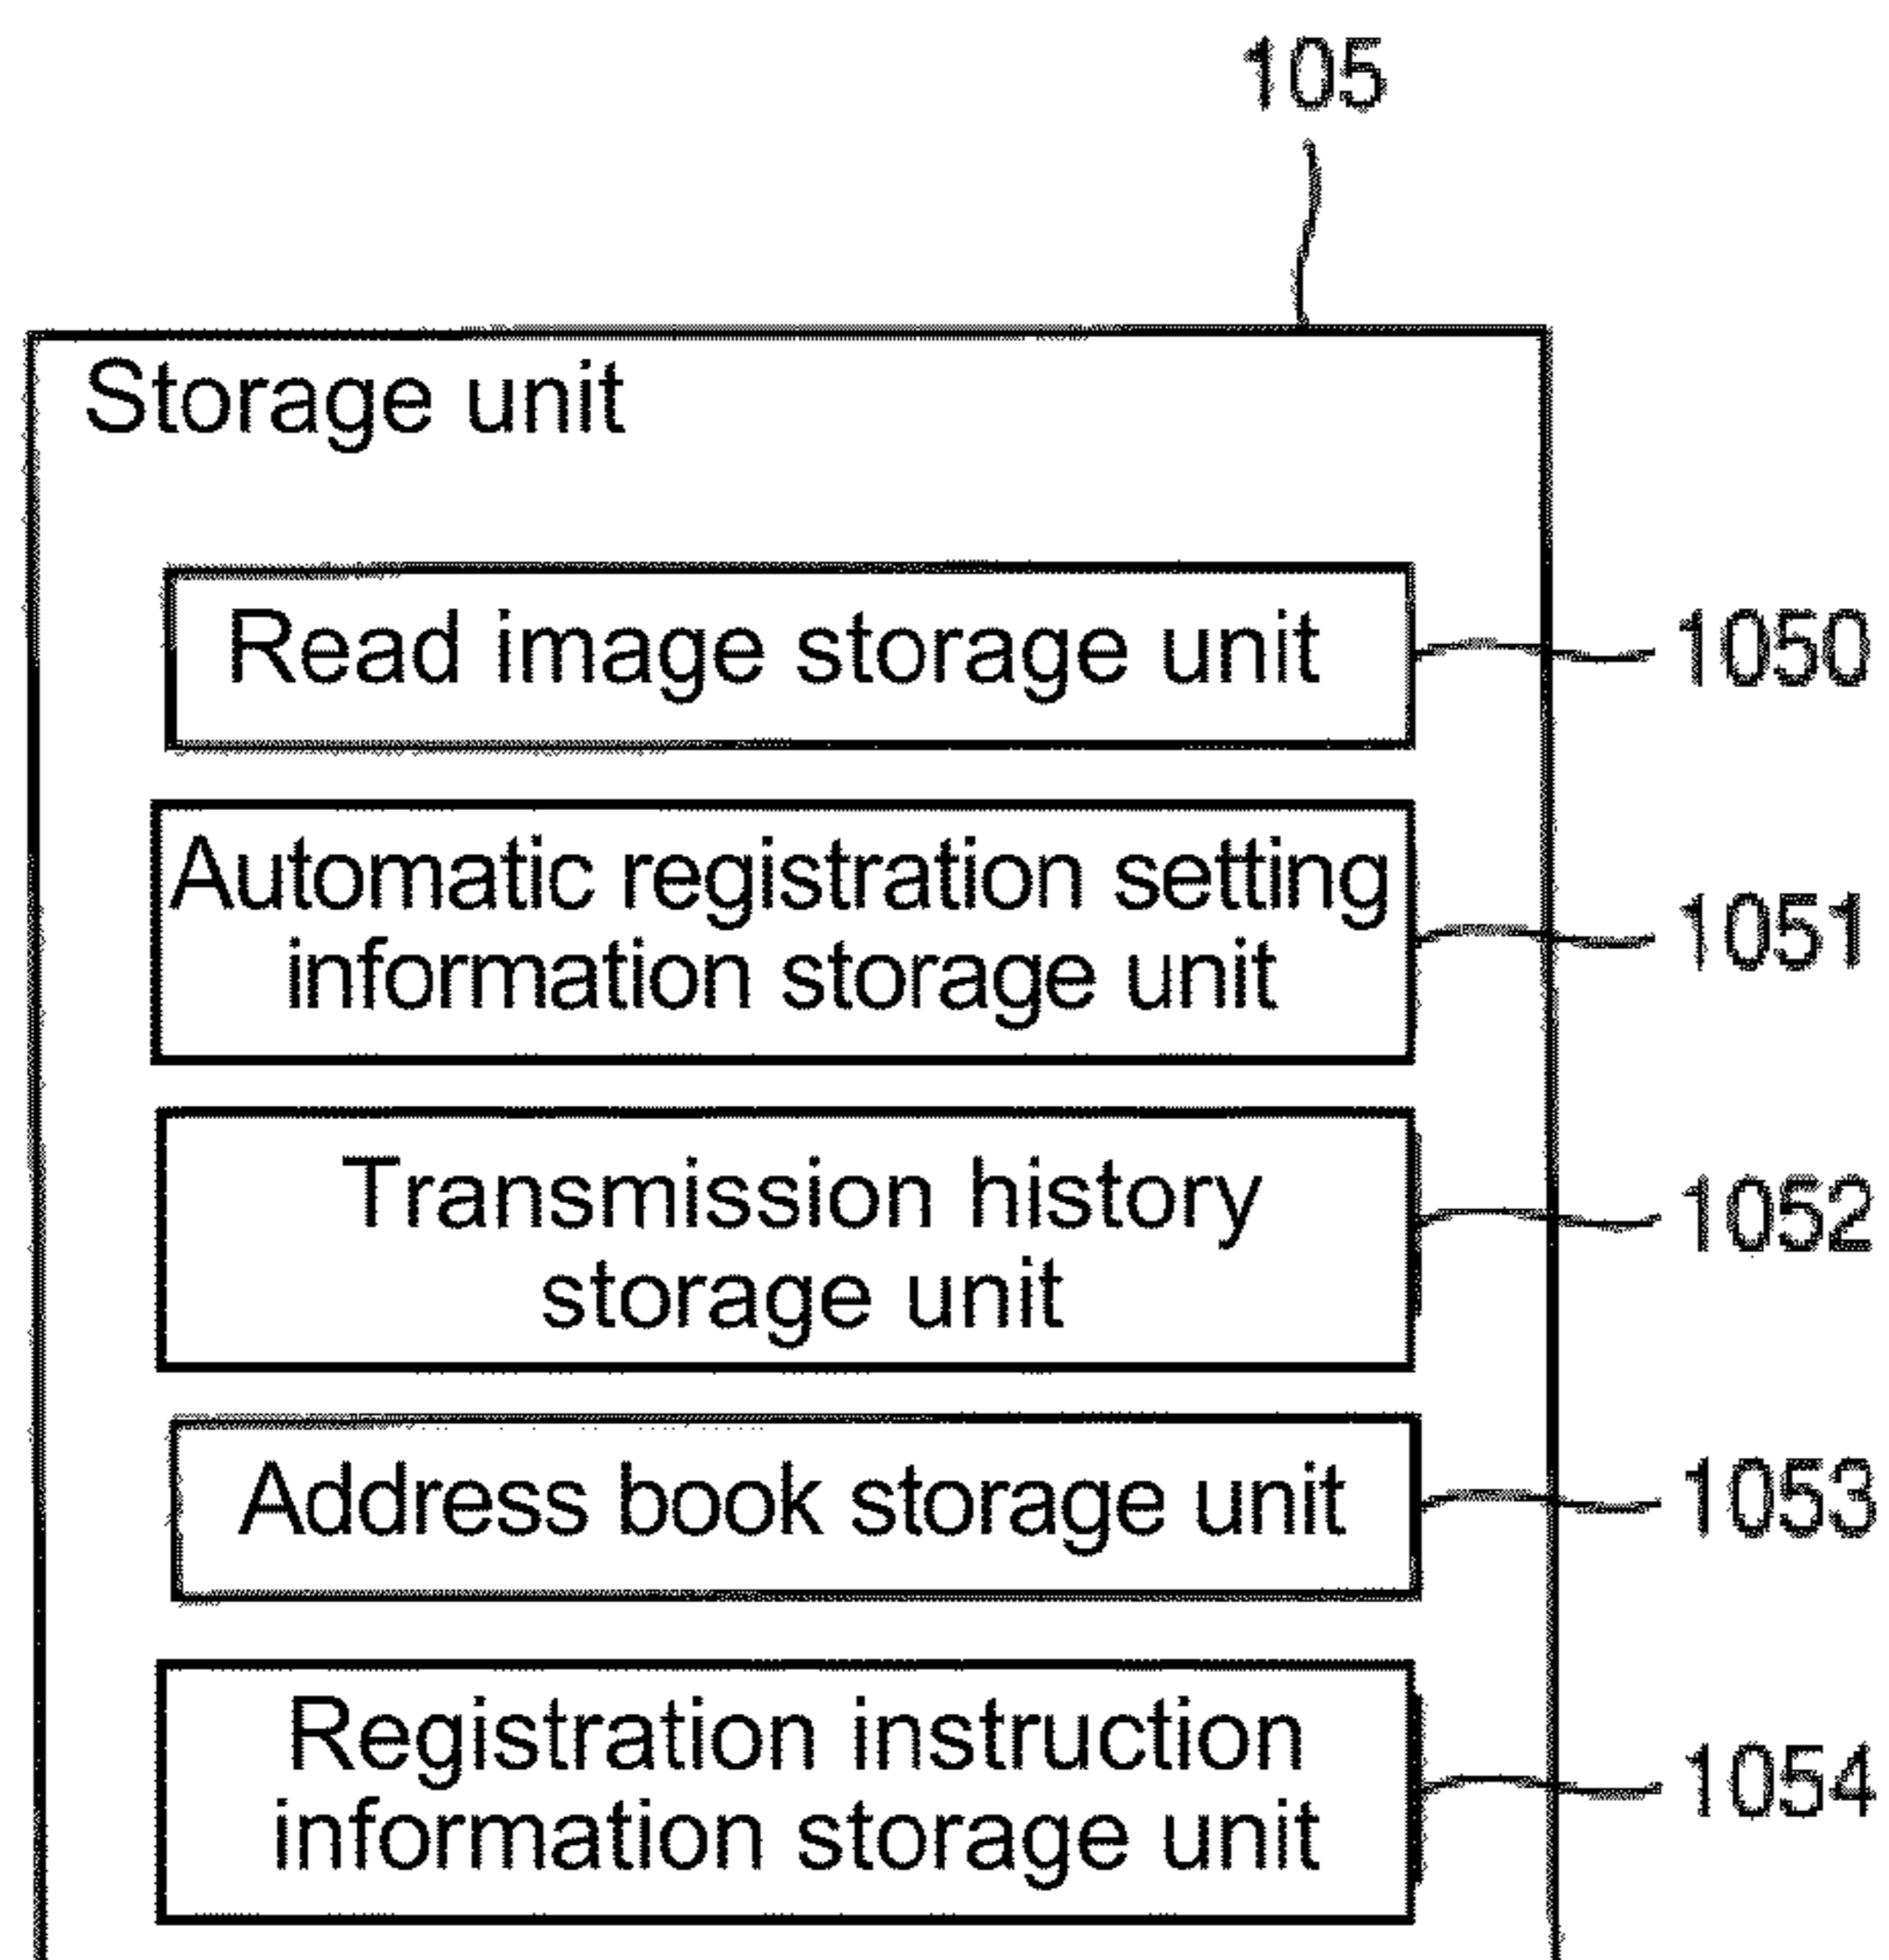 105
Storage unit
Read image storage unit
1050
Automatic registration setting
information storage unit
1051
Transmission history
storage unit
1052
Address book storage unit
1053
Registration instruction
information storage unit
1054